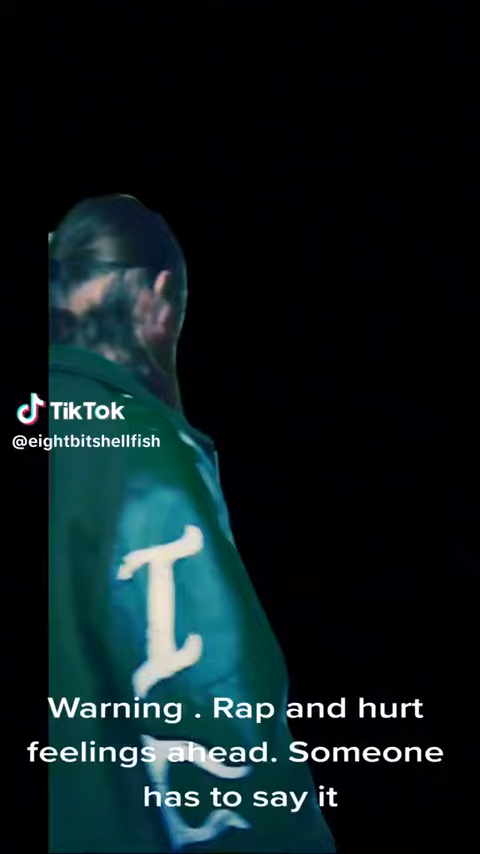 TikTok
@eightbitshellfish
I
Warning . Rap and hurt
feelings ahead. Someone
has to say it